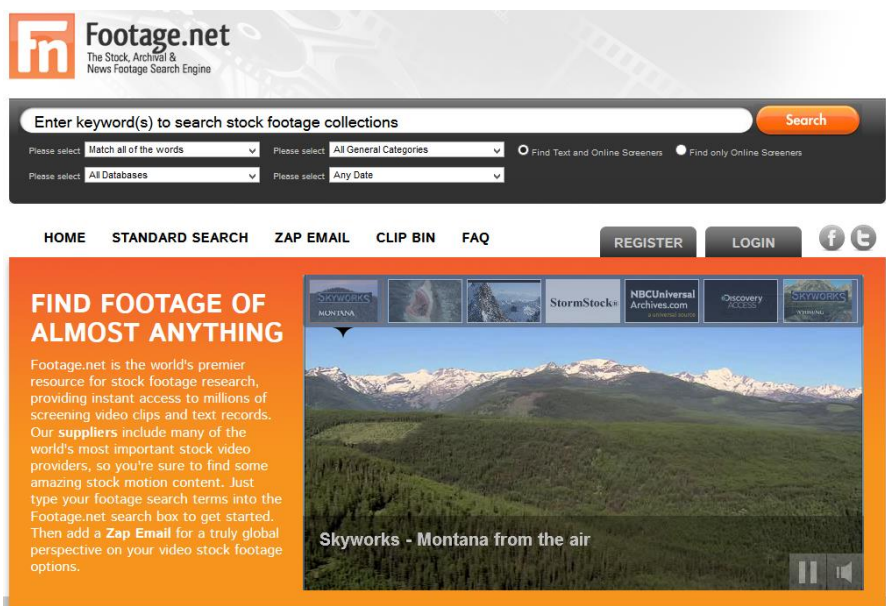 Fn
Footage.net
The Stock, Archival &
News Footage Search Engine
Enter keyword(s) to search stock footage collections
Search
Please select Match all of the words
Please select All General Categories
Find Text and Online Screeners
Find only Online Screeners
Please select All Databases
Please select Any Date
HOME
STANDARD SEARCH
ZAP EMAIL
CLIP BIN
FAQ
REGISTER
LOGIN
f
t
FIND FOOTAGE OF
ALMOST ANYTHING
Footage.net is the world's premier
resource for stock footage research,
providing instant access to millions of
screening video clips and text records.
Our suppliers include many of the
world's most important stock video
providers, so you're sure to find some
amazing stock motion content. Just
type your footage search terms into the
Footage.net search box to get started.
Then add a Zap Email for a truly global
perspective on your video stock footage
options.
SKYWORKS
MONTANA
StormStock®
NBCUniversal
Archives.com
a universal source
Discovery
ACCESS
SKYWORKS
WYOMING
Skyworks - Montana from the air